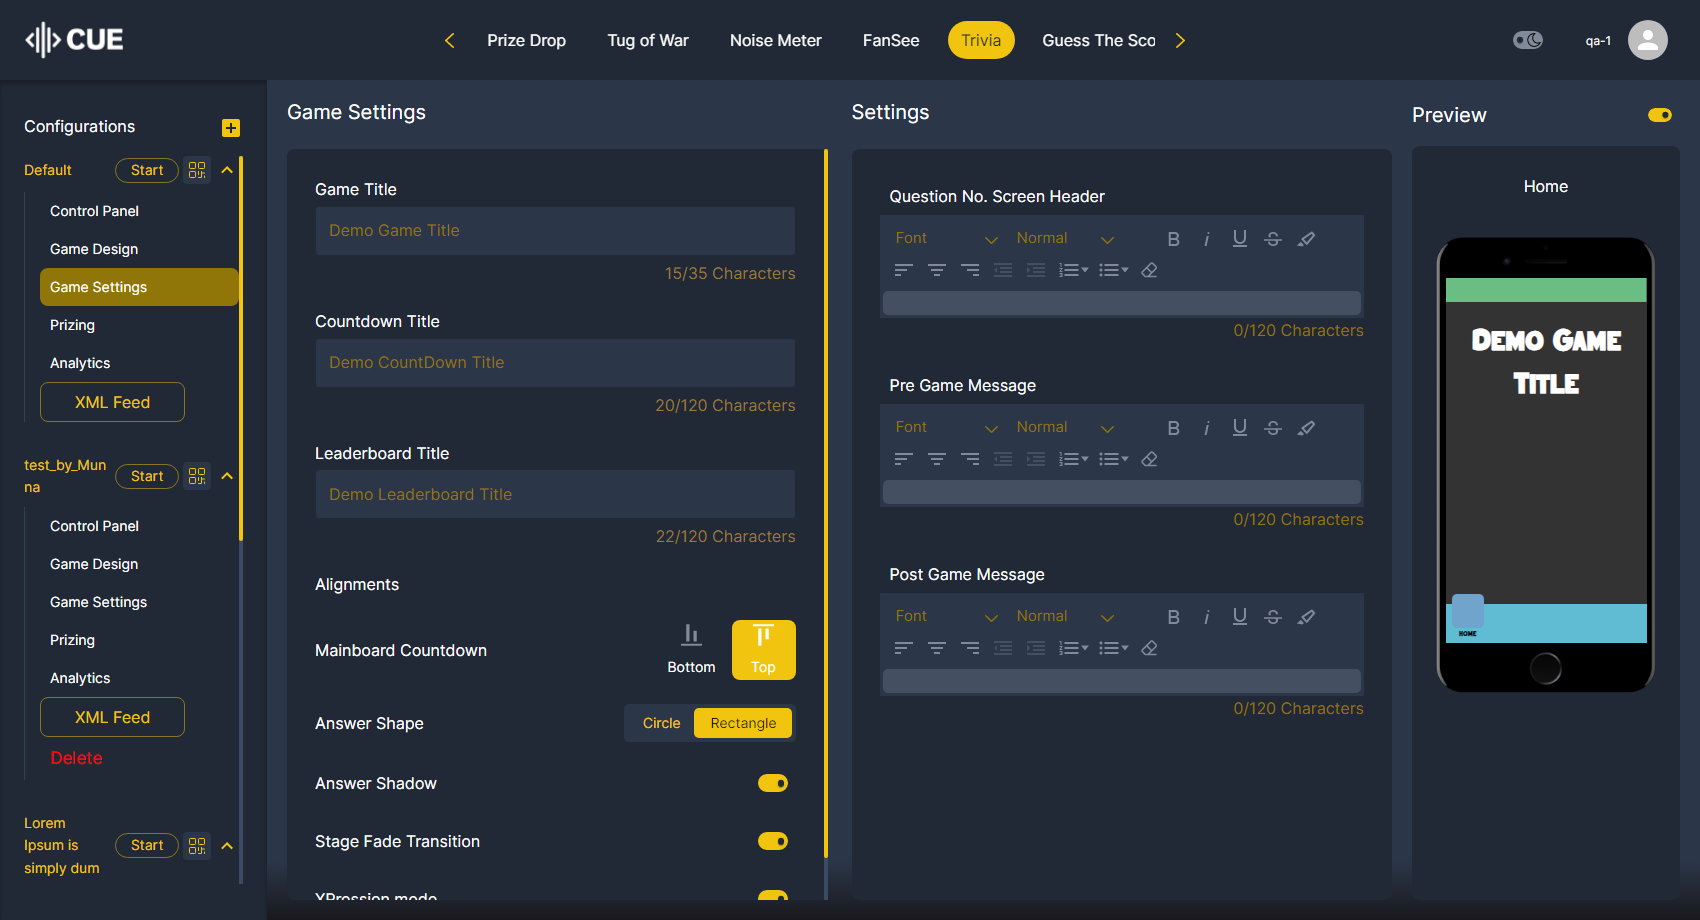 CUE
Prize Drop
Tug of War
Noise Meter
FanSee
Trivia
Guess The Sco
qa-1
Configurations
Default
Start
Control Panel
Game Design
Game Settings
Prizing
Analytics
XML Feed
test_by_Mun
na
Start
Control Panel
Game Design
Game Settings
Prizing
Analytics
XML Feed
Delete
Lorem
Ipsum is
simply dum
Start
Game Settings
Game Title
Demo Game Title
15/35 Characters
Countdown Title
Demo CountDown Title
20/120 Characters
Leaderboard Title
Demo Leaderboard Title
22/120 Characters
Alignments
Mainboard Countdown
Bottom
Top
Answer Shape
Circle
Rectangle
Answer Shadow
Stage Fade Transition
XPression mode
Settings
Question No. Screen Header
Font
Normal
B
i
U
S
0/120 Characters
Pre Game Message
Font
Normal
B
i
U
S
0/120 Characters
Post Game Message
Font
Normal
B
i
U
S
0/120 Characters
Preview
Home
Demo Game
Title
HOME